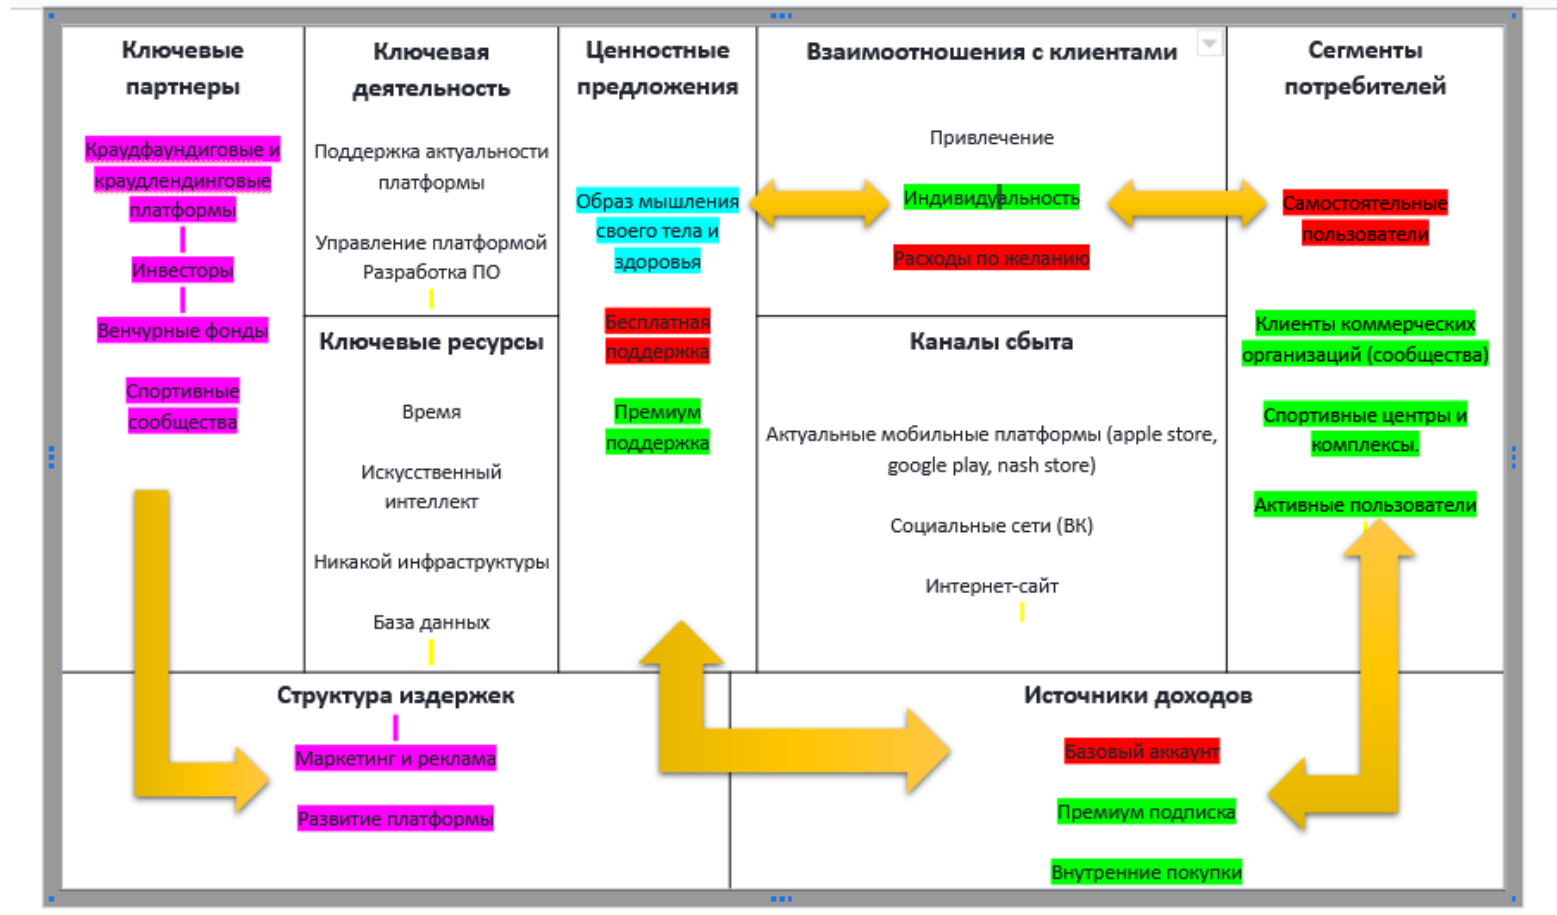 Ключевые
партнеры
Краудфаундиговые и
краудлендинговые
платформы
Инвесторы
Венчурные фонды
Спортивные
сообщества
Ключевая
деятельность
Поддержка актуальности
платформы
Управление платформой
Разработка ПО
Ключевые ресурсы
Время
Искусственный
интеллект
Никакой инфраструктуры
База данных
Ценностные
предложения
Образ мышления
своего тела и
здоровья
Бесплатная
поддержка
Премиум
поддержка
Взаимоотношения с клиентами
Привлечение
Индивидуальность
Расходы по желанию
Каналы сбыта
Актуальные мобильные платформы (apple store,
google play, nash store)
Социальные сети (ВК)
Интернет-сайт
Сегменты
потребителей
Самостоятельные
пользователи
Клиенты коммерческих
организаций (сообщества)
Спортивные центры и
комплексы.
Активные пользователи
Структура издержек
Маркетинг и реклама
Развитие платформы
Источники доходов
Базовый аккаунт
Премиум подписка
Внутренние покупки